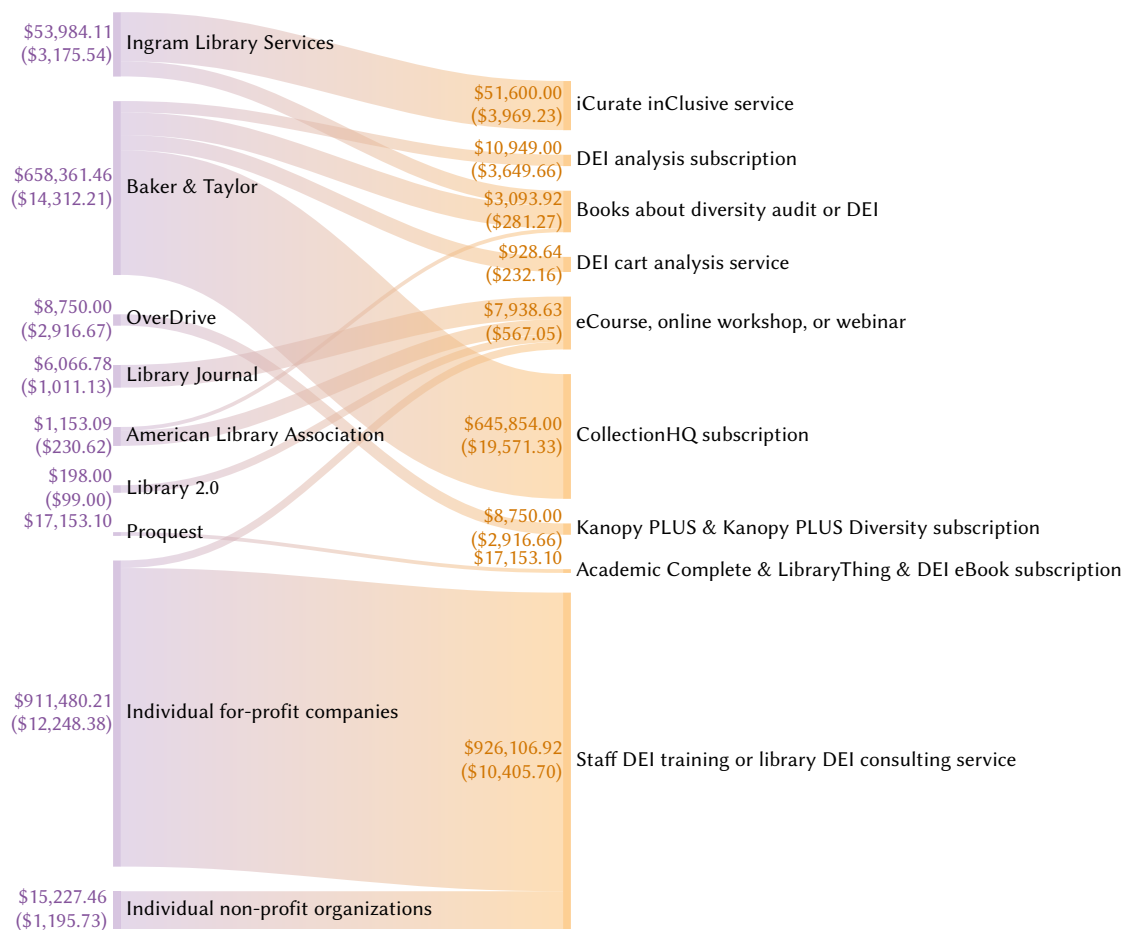 $53,984.11
($3,175.54)
Ingram Library Services
$658,361.46
($14,312.21)
Baker & Taylor
$8,750.00
($2,916.67)
OverDrive
$6,066.78
($1,011.13)
Library Journal
$1,153.09
($230.62)
American Library Association
$198.00
($99.00)
Library 2.0
$17,153.10
Proquest
$911,480.21
($12,248.38)
Individual for-profit companies
$15,227.46
($1,195.73)
Individual non-profit organizations
$51,600.00
($3,969.23)
iCurate inClusive service
$10,949.00
($3,649.66)
DEI analysis subscription
$3,093.92
($281.27)
Books about diversity audit or DEI
$928.64
($232.16)
DEI cart analysis service
$7,938.63
($567.05)
eCourse, online workshop, or webinar
$645,854.00
($19,571.33)
CollectionHQ subscription
$8,750.00
($2,916.66)
Kanopy PLUS & Kanopy PLUS Diversity subscription
$17,153.10
Academic Complete & LibraryThing & DEI eBook subscription
$926,106.92
($10,405.70)
Staff DEI training or library DEI consulting service